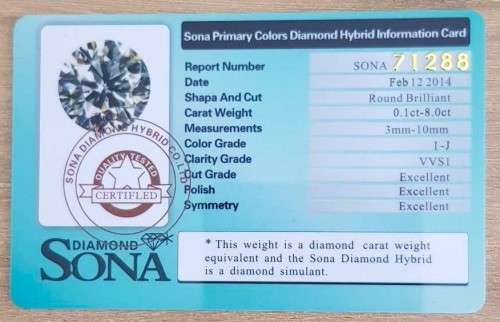 Sona Primary Colors Diamond Hybrid Information Card
Report Number SONA 71288
Date Feb 12 2014
Shapa And Cut Round Brilliant
Carat Weight 0.1ct-8.0ct
Measurements 3mm-10mm
Color Grade 1-J
Clarity Grade VVS1
Cut Grade Excellent
Polish Excellent
Symmetry Excellent
SONA DIAMOND HYBRID CO LTD
QUALITY TESTED
CERTIFIED
DIAMOND
SONA
* This weight is a diamond carat weight
equivalent and the Sona Diamond Hybrid
is a diamond simulant.